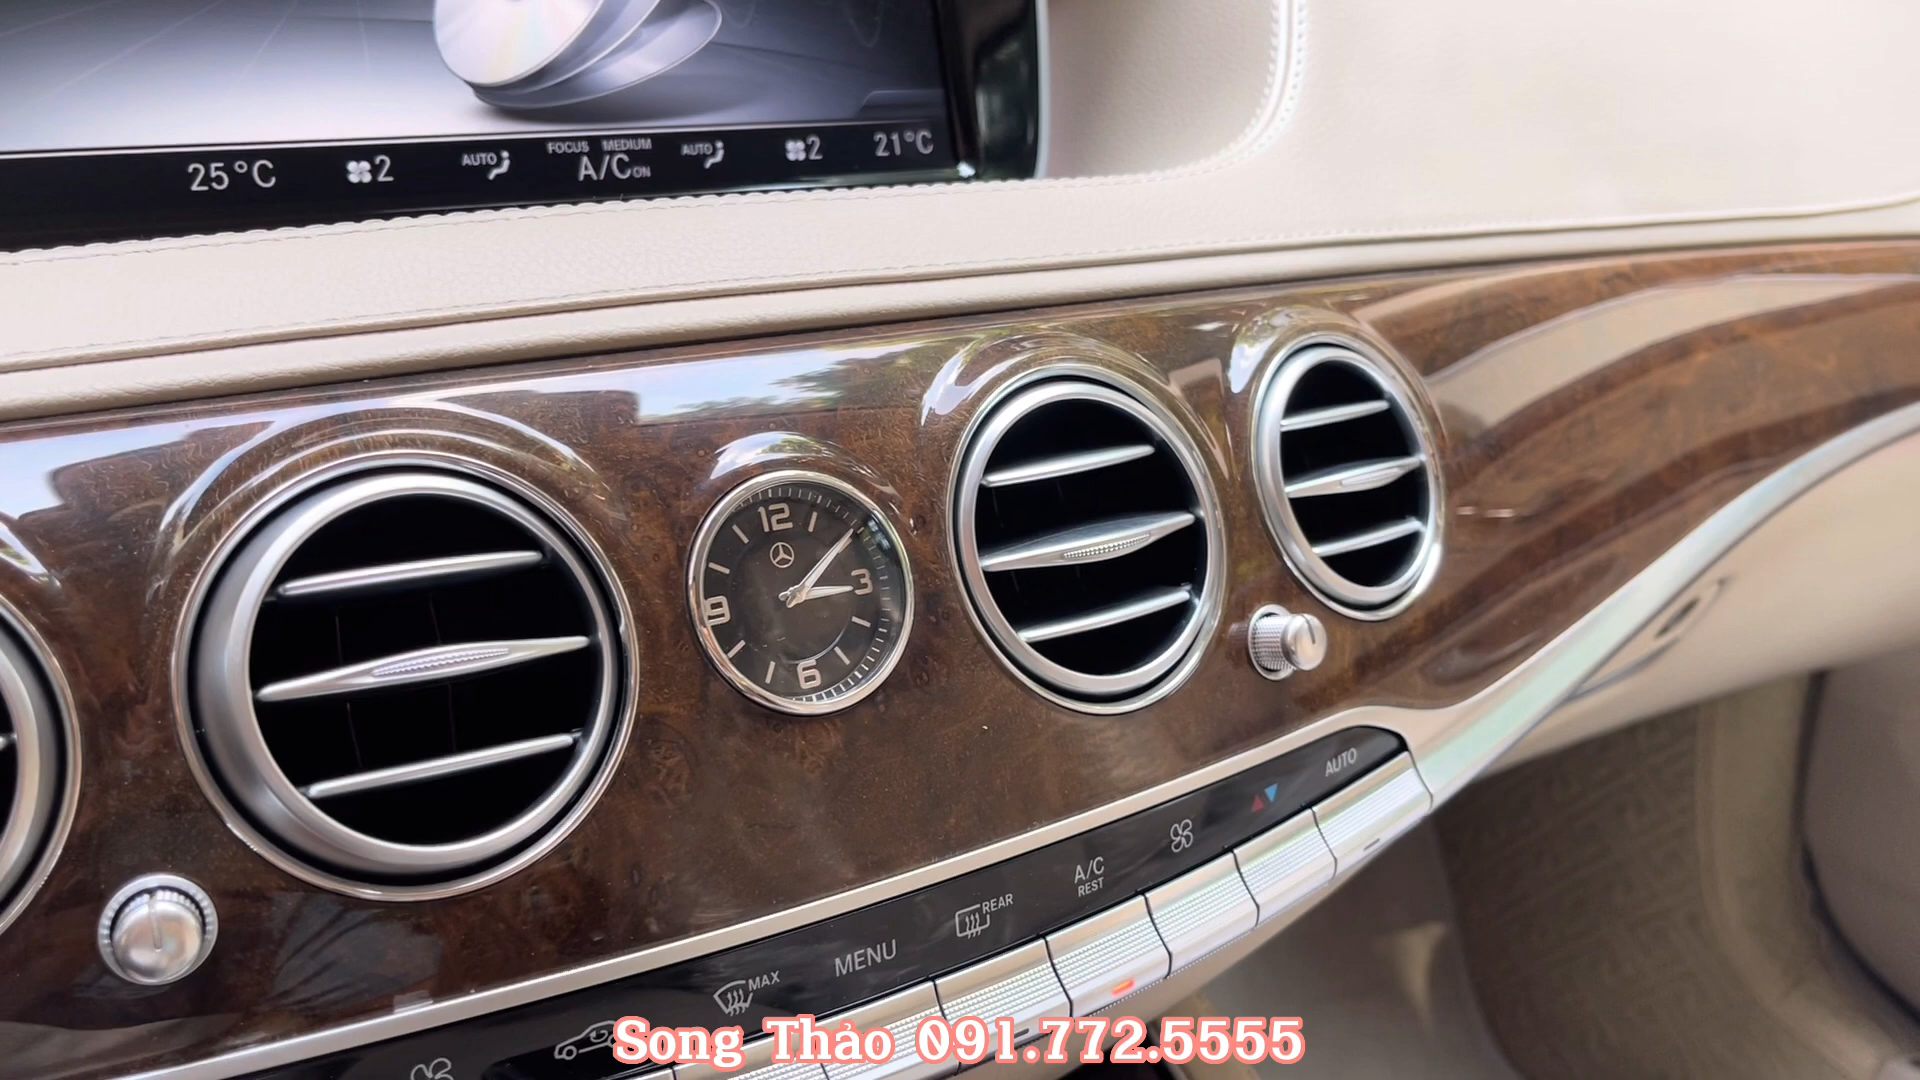 25°C 2 AUTO FOCUS MEDIUM AUTO 2 21°C
A/C ON
12
9 3
6
AUTO
A/C
REST
REAR
MENU
MAX
Song Thảo 091.772.5555